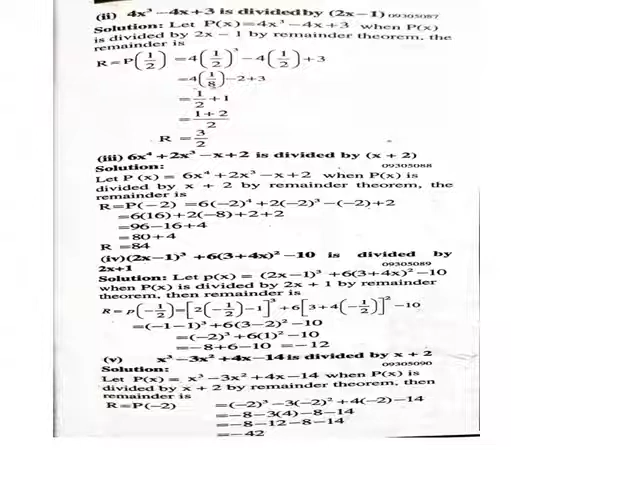 (ii) 4x³ −4x+3 is divided by (2x−1) 09305087
Solution: Let P(x)=4x³ −4x+3 when P(x)
is divided by 2x − 1 by remainder theorem, the
remainder is
R=P(1/2) =4(1/2)³ −4(1/2)+3
=4(1/8)−2+3
=1/2+1
=(1+2)/2
R =3/2
(iii) 6x⁴+2x³−x+2 is divided by (x + 2)
Solution: 09305088
Let P (x) = 6x⁴+2x³−x+2 when P(x) is
divided by x + 2 by remainder theorem, the
remainder is
R=P(−2) =6(−2)⁴ +2(−2)³−(−2)+2
=6(16)+2(−8)+2+2
=96−16+4
=80+4
R =84
(iv)(2x−1)³ +6(3+4x)²−10 is divided by
2x+1 09305089
Solution: Let p(x) = (2x−1)³ +6(3+4x)²−10
when P(x) is divided by 2x + 1 by remainder
theorem, then remainder is
R = p(−1/2)=[2(−1/2)−1]³+6[3+4(−1/2)]²−10
=(−1−1)³+6(3−2)²−10
=(−2)³+6(1)²−10
=−8+6−10 =−12
(v) x³−3x²+4x−14 is divided by x + 2
Solution: 09305090
Let P(x)= x³−3x²+4x−14 when P(x) is
divided by x + 2 by remainder theorem, then
remainder is
R=P(−2) =(−2)³−3(−2)²+4(−2)−14
=−8−3(4)−8−14
=−8−12−8−14
=−42